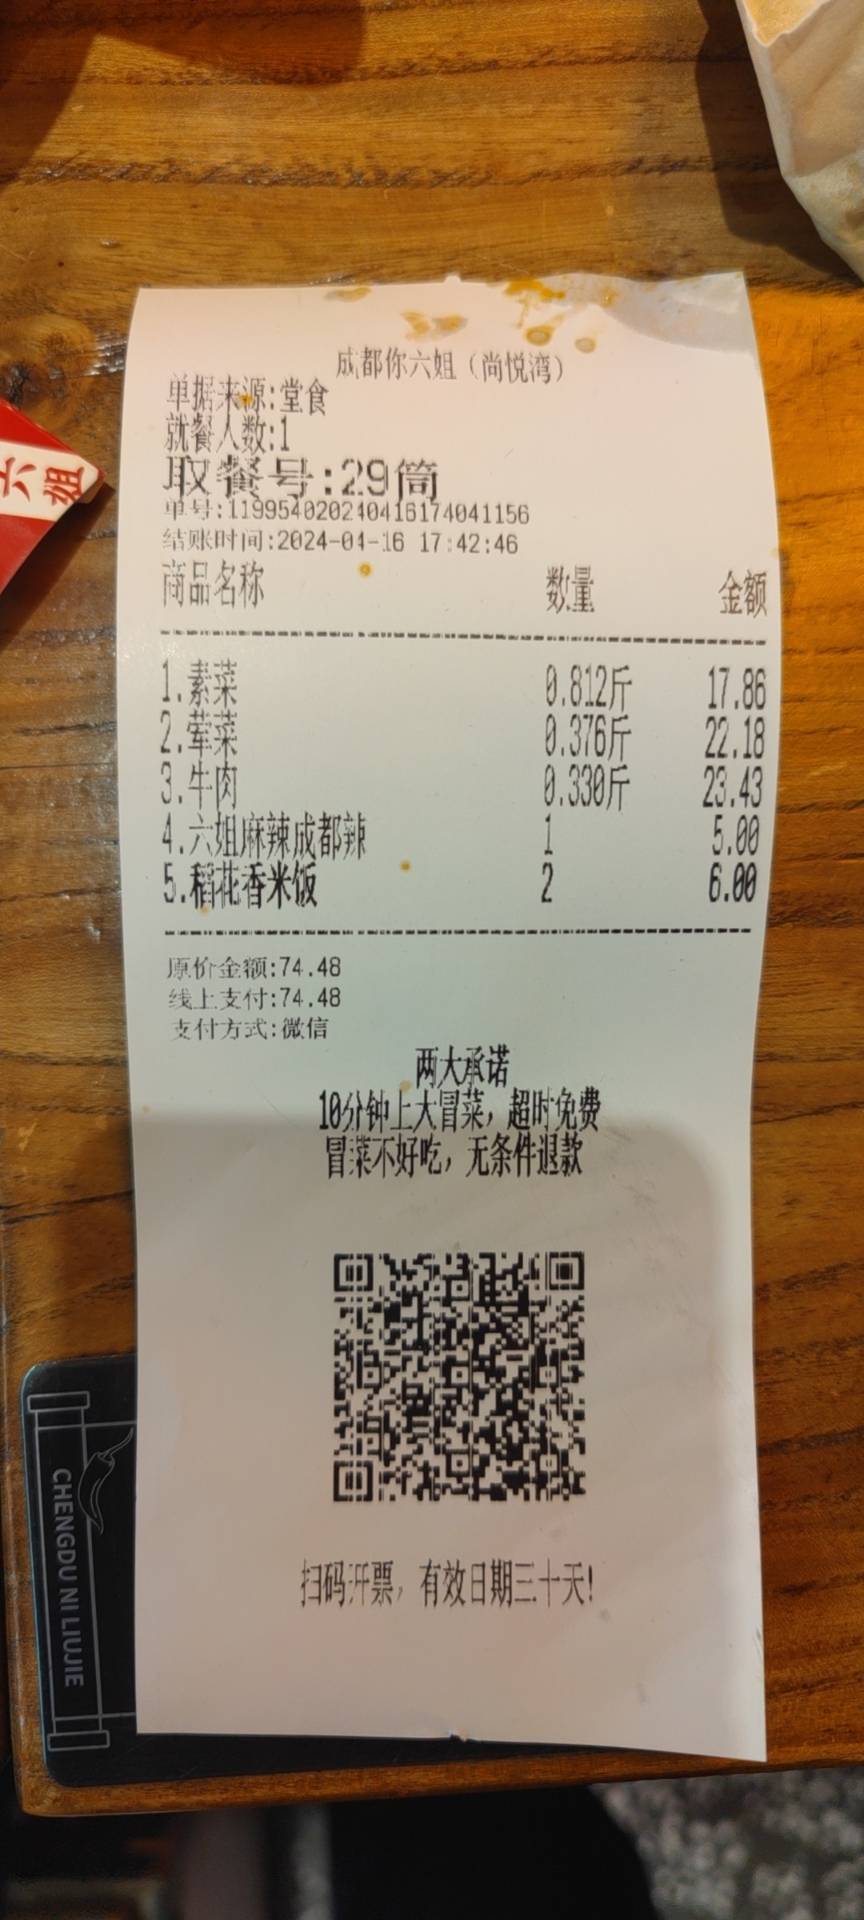 成都你六姐（尚悦湾）
单据来源:堂食
就餐人数:1
取餐号:29筒
单号:11995402024041617​4041156
结账时间:2024-04-16 17:42:46
商品名称 数量 金额
1.素菜 0.812斤 17.86
2.荤菜 0.376斤 22.18
3.牛肉 0.330斤 23.43
4.六姐麻辣成都辣 1 5.00
5.稻花香米饭 2 6.00
原价金额:74.48
线上支付:74.48
支付方式:微信
两大承诺
10分钟上大冒菜，超时免费
冒菜不好吃，无条件退款
扫码开票，有效日期三十天!
六姐
CHENGDU NI LIUJIE